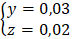 y = 0,03
z = 0,02